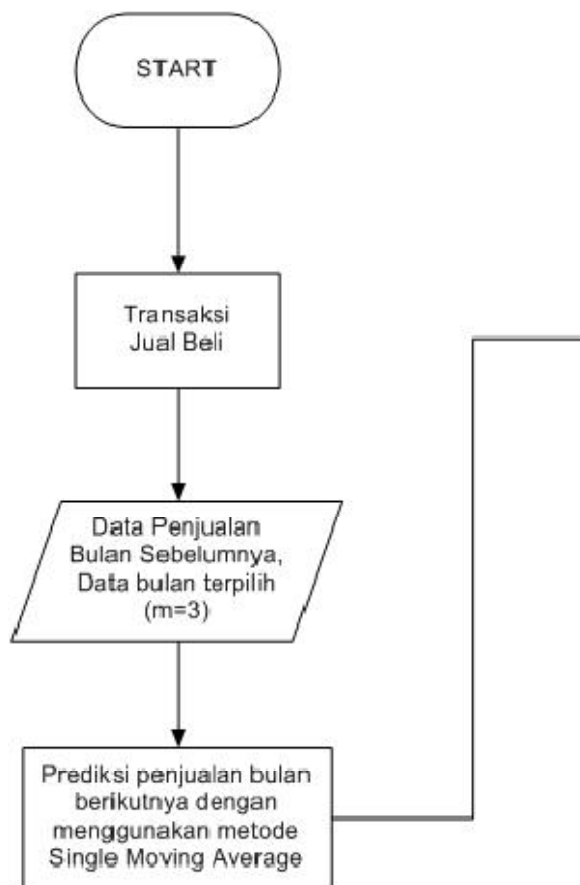 START
Transaksi
Jual Beli
Data Penjualan
Bulan Sebelumnya,
Data bulan terpilih
(m=3)
Prediksi penjualan bulan
berikutnya dengan
menggunakan metode
Single Moving Average